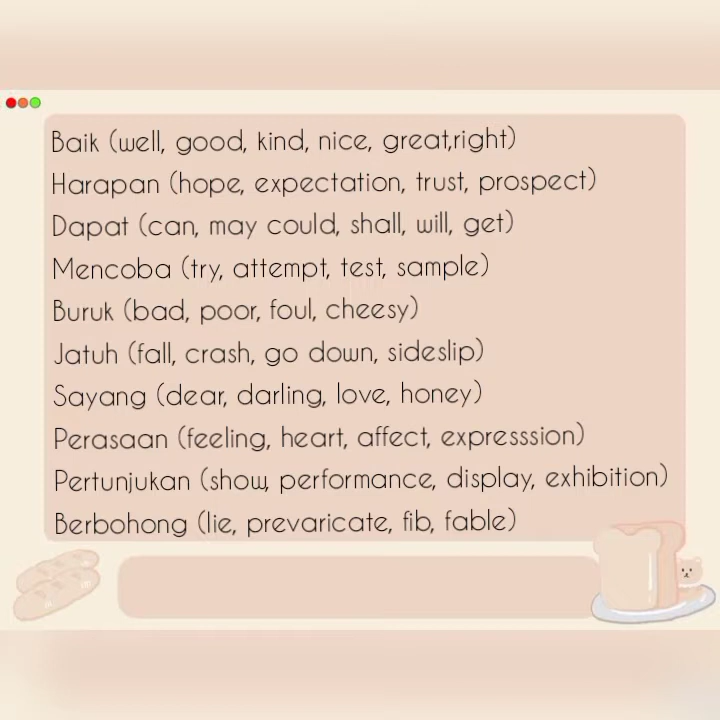 Baik (well, good, kind, nice, great,right)
Harapan (hope, expectation, trust, prospect)
Dapat (can, may could, shall, will, get)
Mencoba (try, attempt, test, sample)
Buruk (bad, poor, foul, cheesy)
Jatuh (fall, crash, go down, sideslip)
Sayang (dear, darling, love, honey)
Perasaan (feeling, heart, affect, expresssion)
Pertunjukan (show, performance, display, exhibition)
Berbohong (lie, prevaricate, fib, fable)